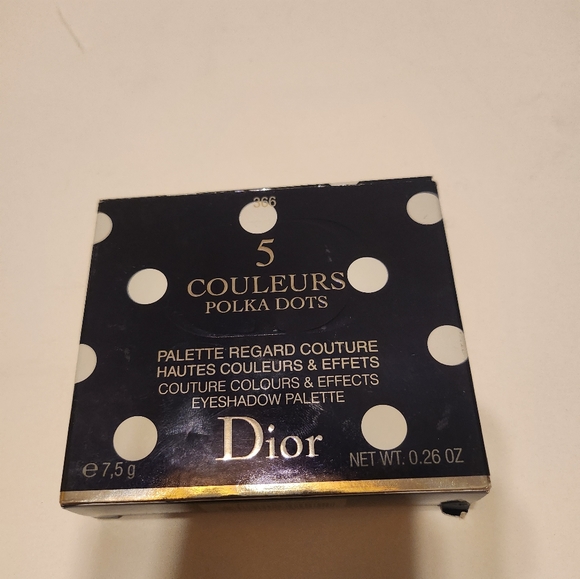 366
5
COULEURS
POLKA DOTS
PALETTE REGARD COUTURE
HAUTES COULEURS & EFFETS
COUTURE COLOURS & EFFECTS
EYESHADOW PALETTE
Dior
℮ 7,5 g
NET WT. 0.26 OZ